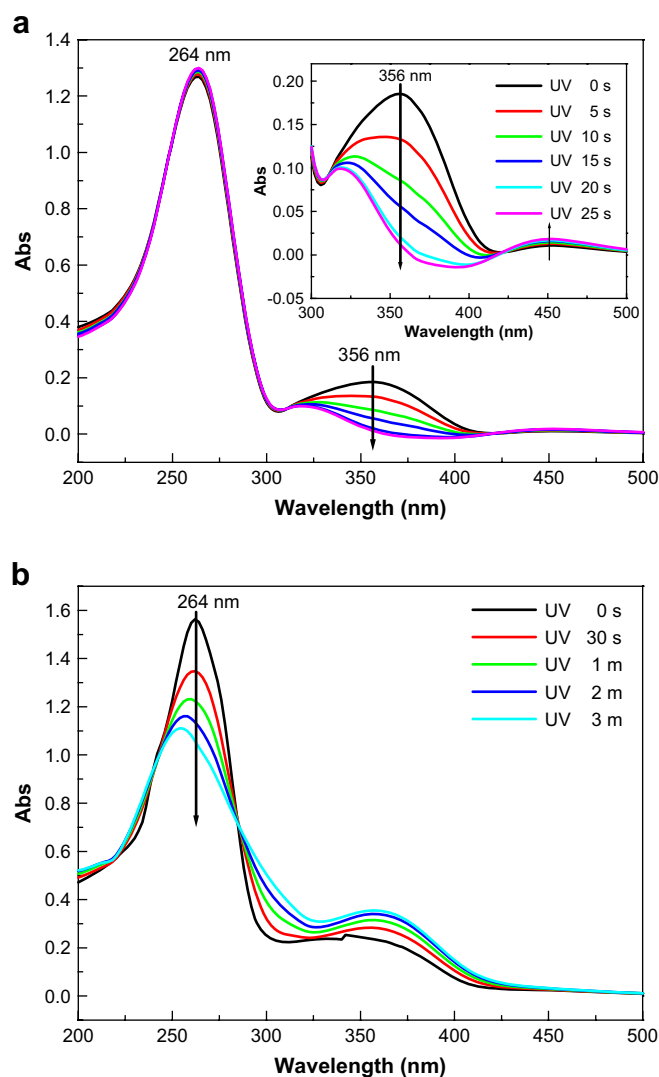 a
264 nm
Abs
1.4
1.2
1.0
0.8
0.6
0.4
0.2
0.0
356 nm
200 250 300 350 400 450 500
Wavelength (nm)
356 nm
Abs
0.20
0.15
0.10
0.05
0.00
-0.05
UV 0 s
UV 5 s
UV 10 s
UV 15 s
UV 20 s
UV 25 s
300 350 400 450 500
Wavelength (nm)
b
264 nm
Abs
1.6
1.4
1.2
1.0
0.8
0.6
0.4
0.2
0.0
UV 0 s
UV 30 s
UV 1 m
UV 2 m
UV 3 m
200 250 300 350 400 450 500
Wavelength (nm)